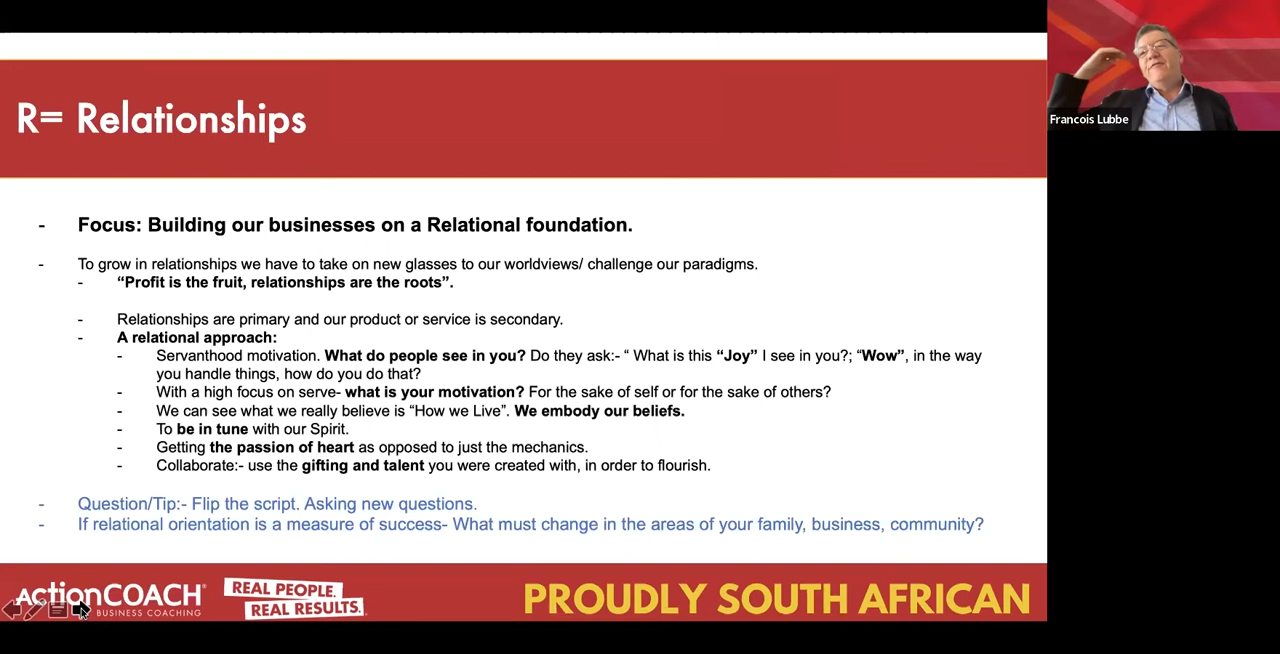 R= Relationships
Francois Lubbe
- Focus: Building our businesses on a Relational foundation.
- To grow in relationships we have to take on new glasses to our worldviews/ challenge our paradigms.
- “Profit is the fruit, relationships are the roots”.
- Relationships are primary and our product or service is secondary.
- A relational approach:
- Servanthood motivation. What do people see in you? Do they ask:- “ What is this “Joy” I see in you?; “Wow”, in the way
you handle things, how do you do that?
- With a high focus on serve- what is your motivation? For the sake of self or for the sake of others?
- We can see what we really believe is “How we Live”. We embody our beliefs.
- To be in tune with our Spirit.
- Getting the passion of heart as opposed to just the mechanics.
- Collaborate:- use the gifting and talent you were created with, in order to flourish.
- Question/Tip:- Flip the script. Asking new questions.
- If relational orientation is a measure of success- What must change in the areas of your family, business, community?
ActionCOACH®
BUSINESS COACHING
REAL PEOPLE.
REAL RESULTS.
PROUDLY SOUTH AFRICAN